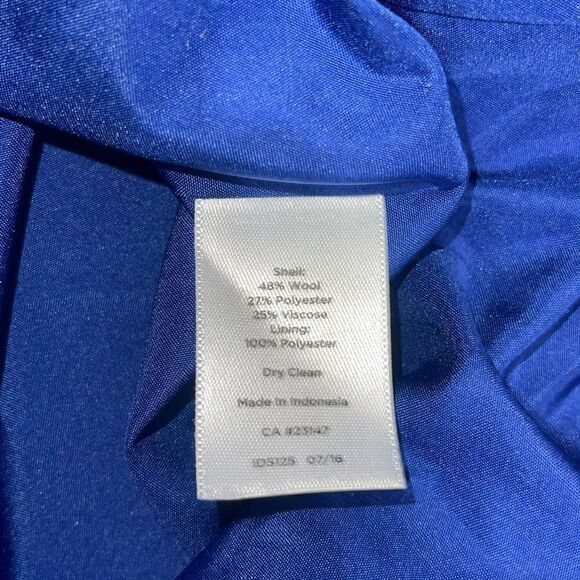 Shell:
48% Wool
27% Polyester
25% Viscose
Lining:
100% Polyester
Dry Clean
Made In Indonesia
CA #23147
ID5125 07/16